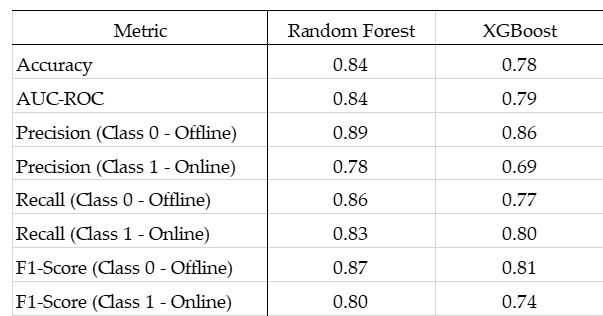 Metric Random Forest XGBoost
Accuracy 0.84 0.78
AUC-ROC 0.84 0.79
Precision (Class 0 - Offline) 0.89 0.86
Precision (Class 1 - Online) 0.78 0.69
Recall (Class 0 - Offline) 0.86 0.77
Recall (Class 1 - Online) 0.83 0.80
F1-Score (Class 0 - Offline) 0.87 0.81
F1-Score (Class 1 - Online) 0.80 0.74